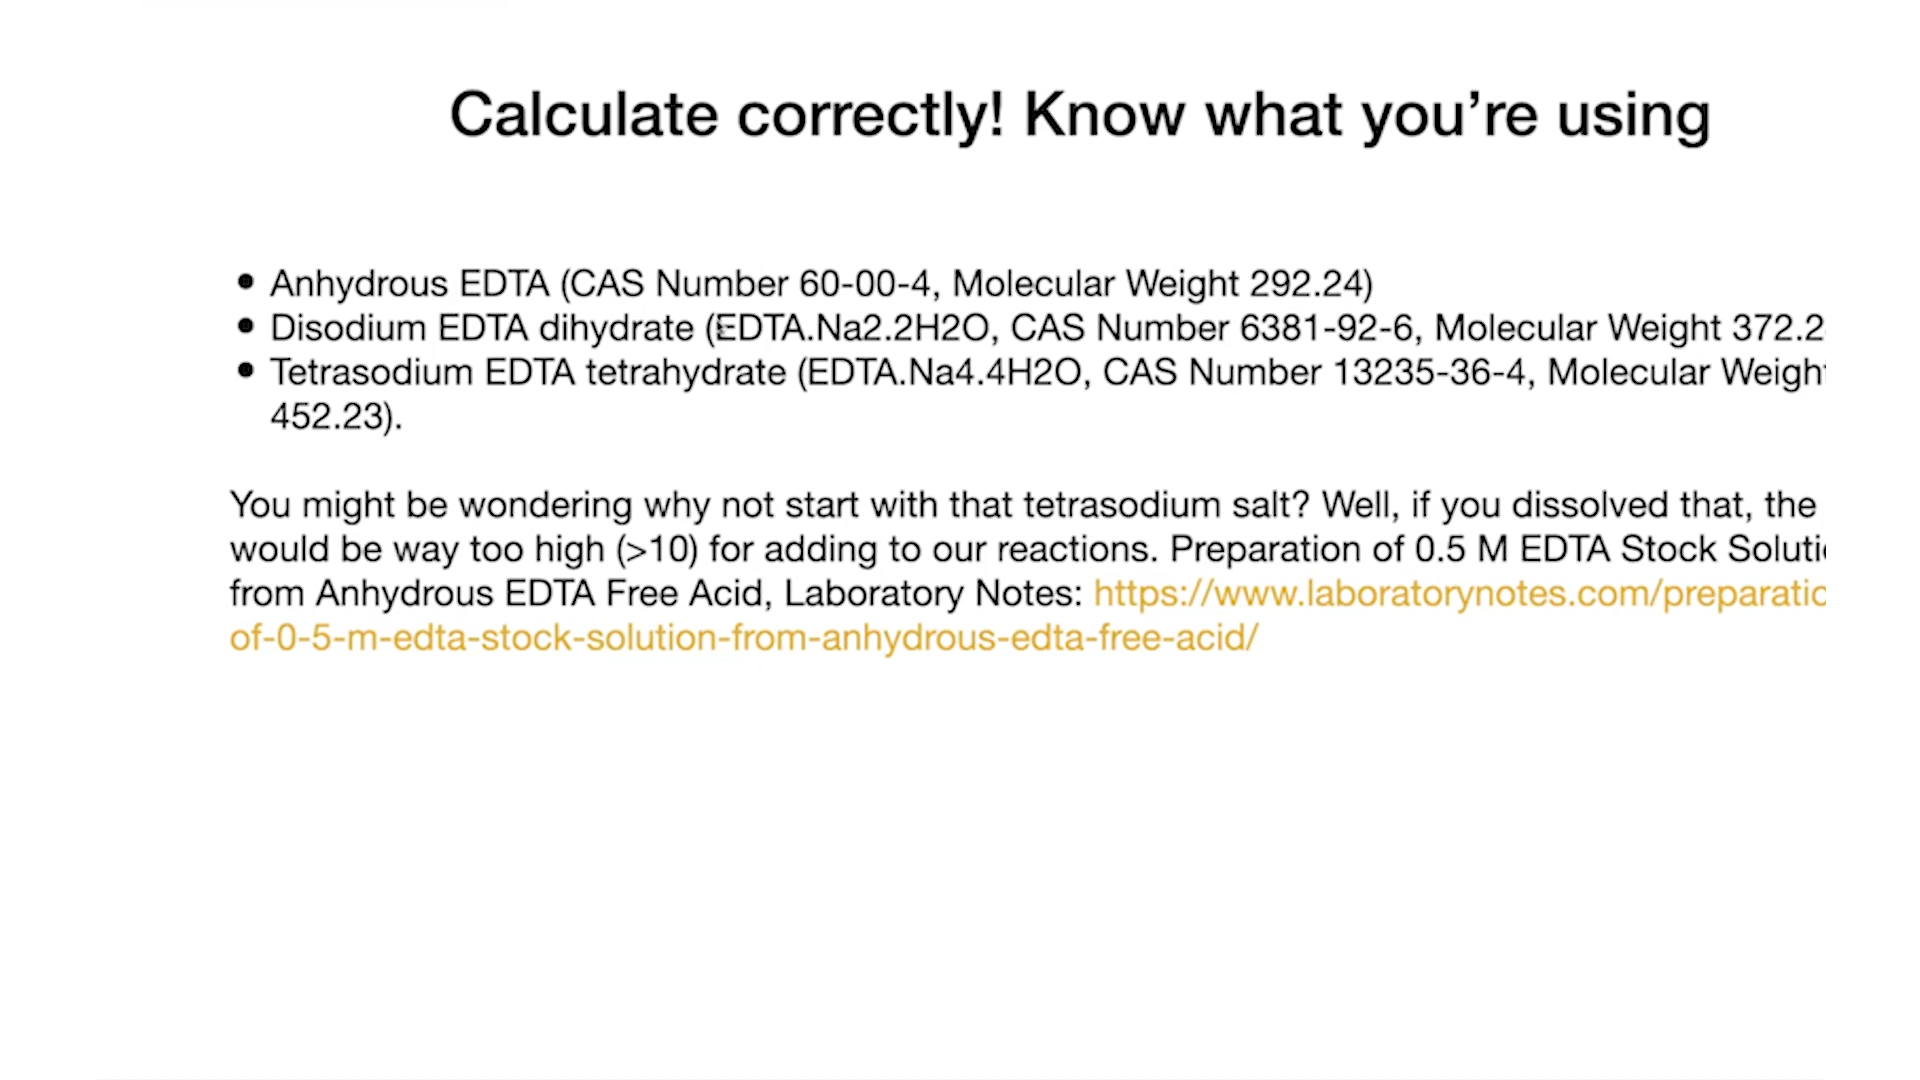 Calculate correctly! Know what you’re using
• Anhydrous EDTA (CAS Number 60-00-4, Molecular Weight 292.24)
• Disodium EDTA dihydrate (EDTA.Na2.2H2O, CAS Number 6381-92-6, Molecular Weight 372.2
• Tetrasodium EDTA tetrahydrate (EDTA.Na4.4H2O, CAS Number 13235-36-4, Molecular Weight
452.23).
You might be wondering why not start with that tetrasodium salt? Well, if you dissolved that, the
would be way too high (>10) for adding to our reactions. Preparation of 0.5 M EDTA Stock Soluti
from Anhydrous EDTA Free Acid, Laboratory Notes: https://www.laboratorynotes.com/preparatio
of-0-5-m-edta-stock-solution-from-anhydrous-edta-free-acid/